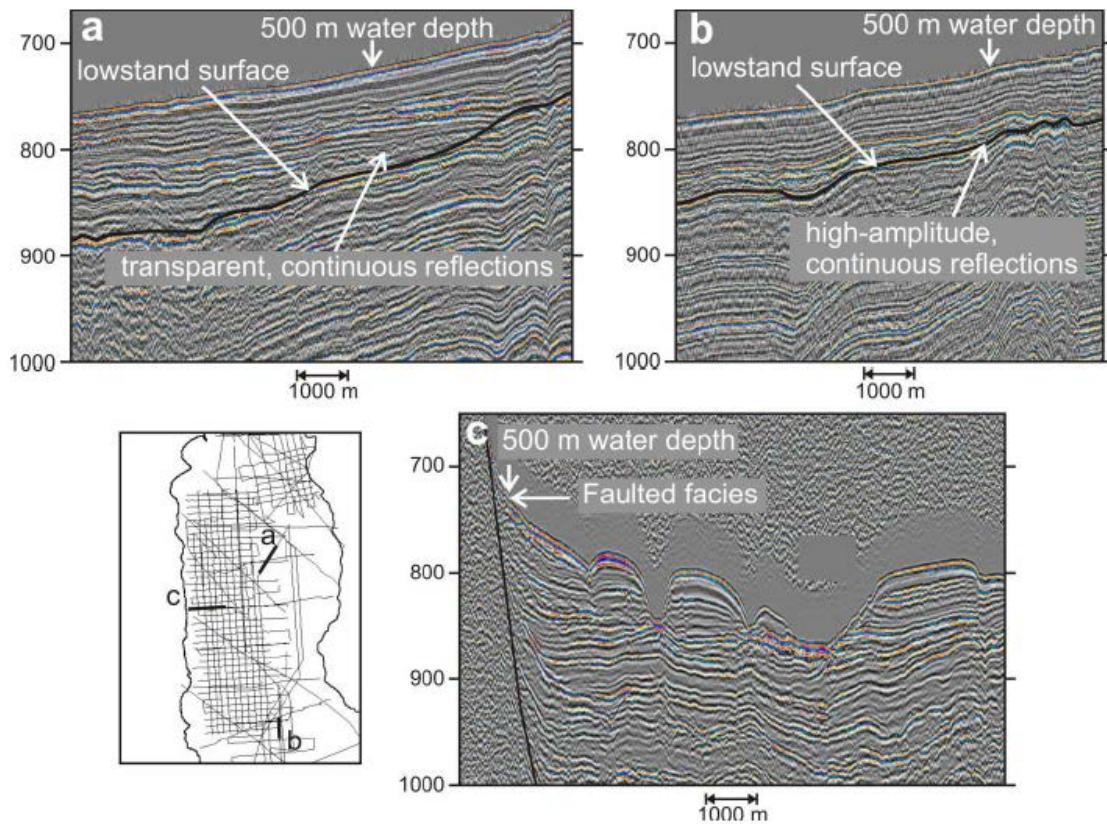 a
500 m water depth
lowstand surface
700
800
900
1000
transparent, continuous reflections
1000 m
b
500 m water depth
lowstand surface
700
800
900
1000
high-amplitude,
continuous reflections
1000 m
a
c
b
c
500 m water depth
Faulted facies
700
800
900
1000
1000 m